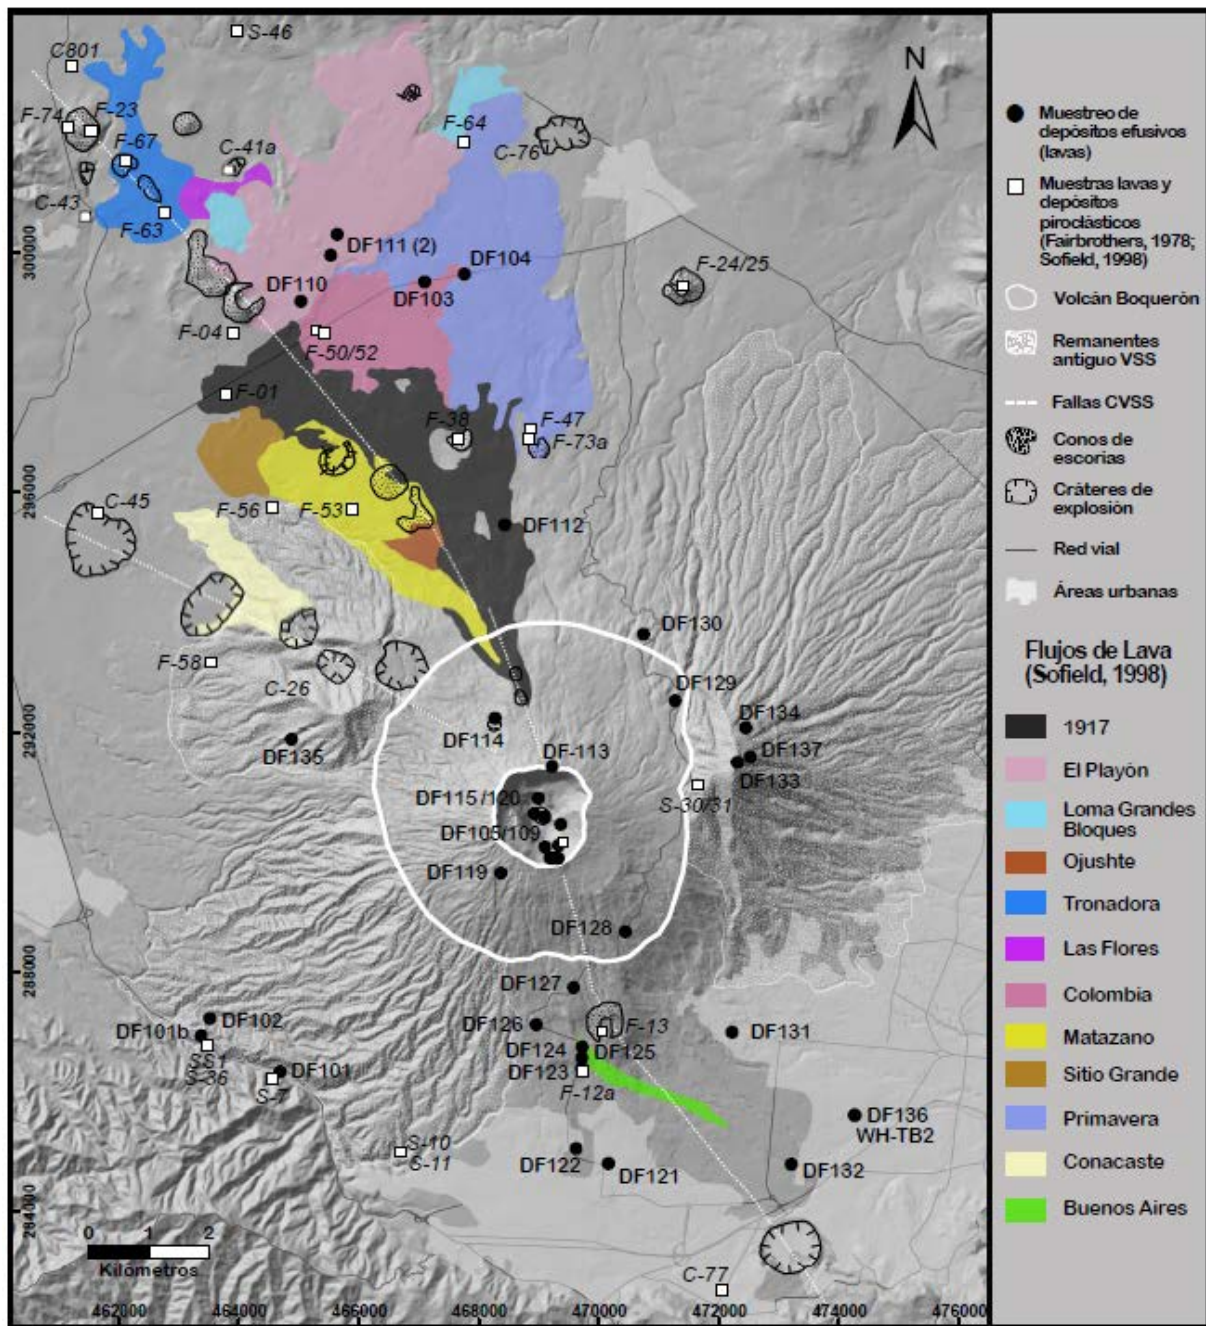 S-46
C801
F-74
F-23
F-67
C-41a
F-64
C-76
N
C-43
F-63
DF111 (2)
DF104
DF110
DF103
F-24/25
F-04
F-50/52
F-01
F-38
F-47
F-73a
C-45
F-56
F-53
DF112
DF130
F-58
C-26
DF129
DF134
DF114
DF-113
DF137
DF135
DF133
DF115/120
S-30/31
DF105/109
DF119
DF128
DF127
DF102
DF126
F-13
DF131
DF101b
DF124
DF125
SS1
S-36
DF101
DF123
S-7
F-12a
DF136
WH-TB2
S-10
S-11
DF122
DF121
DF132
C-77
300000
296000
292000
288000
284000
0 1 2
Kilómetros
462000 464000 466000 468000 470000 472000 474000 476000
Muestreo de
depósitos efusivos
(lavas)
Muestras lavas y
depósitos
piroclásticos
(Fairbrothers, 1978;
Sofield, 1998)
Volcán Boquerón
Remanentes
antiguo VSS
Fallas CVSS
Conos de
escorias
Cráteres de
explosión
Red vial
Áreas urbanas
Flujos de Lava
(Sofield, 1998)
1917
El Playón
Loma Grandes
Bloques
Ojushte
Tronadora
Las Flores
Colombia
Matazano
Sitio Grande
Primavera
Conacaste
Buenos Aires